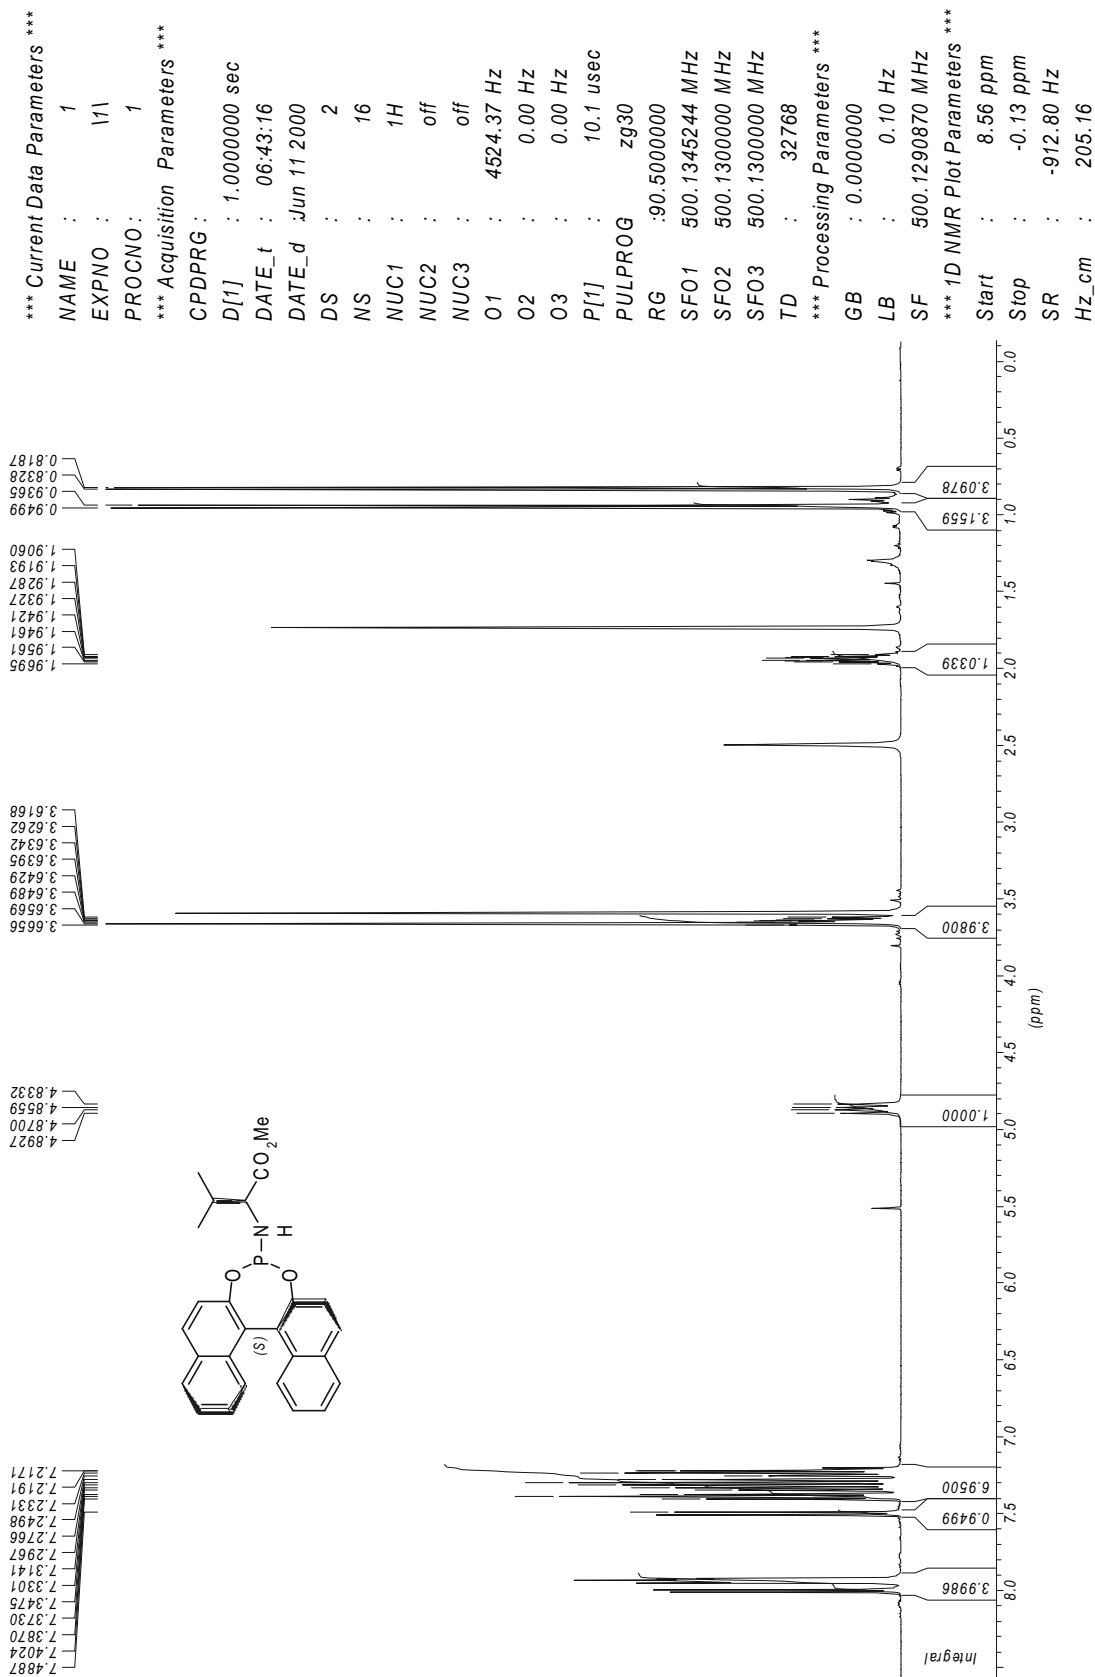 *** Current Data Parameters ***
NAME : 1
EXPNO : \1\
PROCNO : 1
*** Acquisition Parameters ***
CPDPRG :
D[1] : 1.0000000 sec
DATE_t : 06:43:16
DATE_d :Jun 11 2000
DS : 2
NS : 16
NUC1 : 1H
NUC2 : off
NUC3 : off
O1 : 4524.37 Hz
O2 : 0.00 Hz
O3 : 0.00 Hz
P[1] : 10.1 usec
PULPROG : zg30
RG :90.5000000
SFO1 500.1345244 MHz
SFO2 500.1300000 MHz
SFO3 500.1300000 MHz
TD : 32768
*** Processing Parameters ***
GB : 0.0000000
LB : 0.10 Hz
SF 500.1290870 MHz
*** 1D NMR Plot Parameters ***
Start : 8.56 ppm
Stop : -0.13 ppm
SR : -912.80 Hz
Hz_cm : 205.16
7.4887
7.4024
7.3870
7.3730
7.3475
7.3301
7.3141
7.2967
7.2766
7.2498
7.2331
7.2191
7.2171
4.8927
4.8700
4.8559
4.8332
3.6656
3.6569
3.6489
3.6429
3.6395
3.6342
3.6262
3.6168
1.9695
1.9561
1.9461
1.9421
1.9327
1.9287
1.9193
1.9060
0.9499
0.9365
0.8328
0.8187
(S)
O
O
P
N
H
CO2Me
Integral
3.9986
0.9499
6.9500
1.0000
3.9800
1.0339
3.1559
3.0978
8.0 7.5 7.0 6.5 6.0 5.5 5.0 4.5 4.0 3.5 3.0 2.5 2.0 1.5 1.0 0.5 0.0
(ppm)